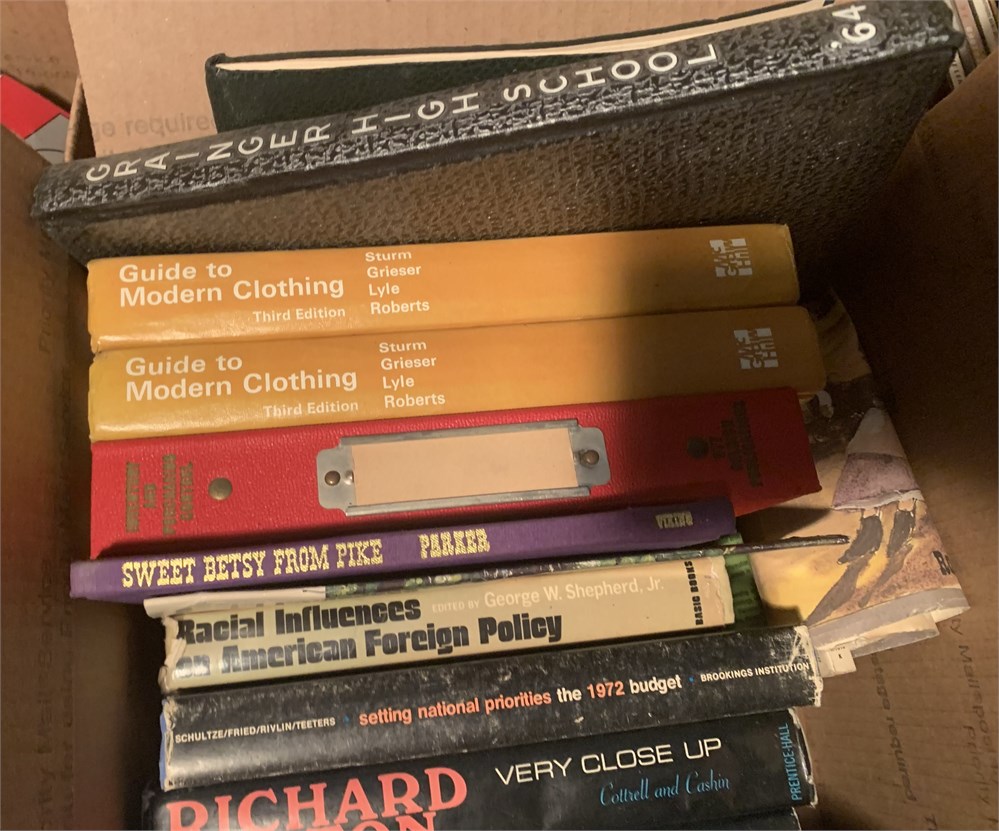 GRAINGER HIGH SCHOOL '64
ge require
Guide to
Modern Clothing
Third Edition
Sturm
Grieser
Lyle
Roberts
Guide to
Modern Clothing
Third Edition
Sturm
Grieser
Lyle
Roberts
SWEET BETSY FROM PIKE PARKER VIKING
Racial Influences
on American Foreign Policy
EDITED BY George W. Shepherd, Jr.
BASIC BOOKS
SCHULTZE/FRIED/RIVLIN/TEETERS · setting national priorities the 1972 budget · BROOKINGS INSTITUTION
RICHARD
VERY CLOSE UP
Cottrell and Cashin
PRENTICE-HALL